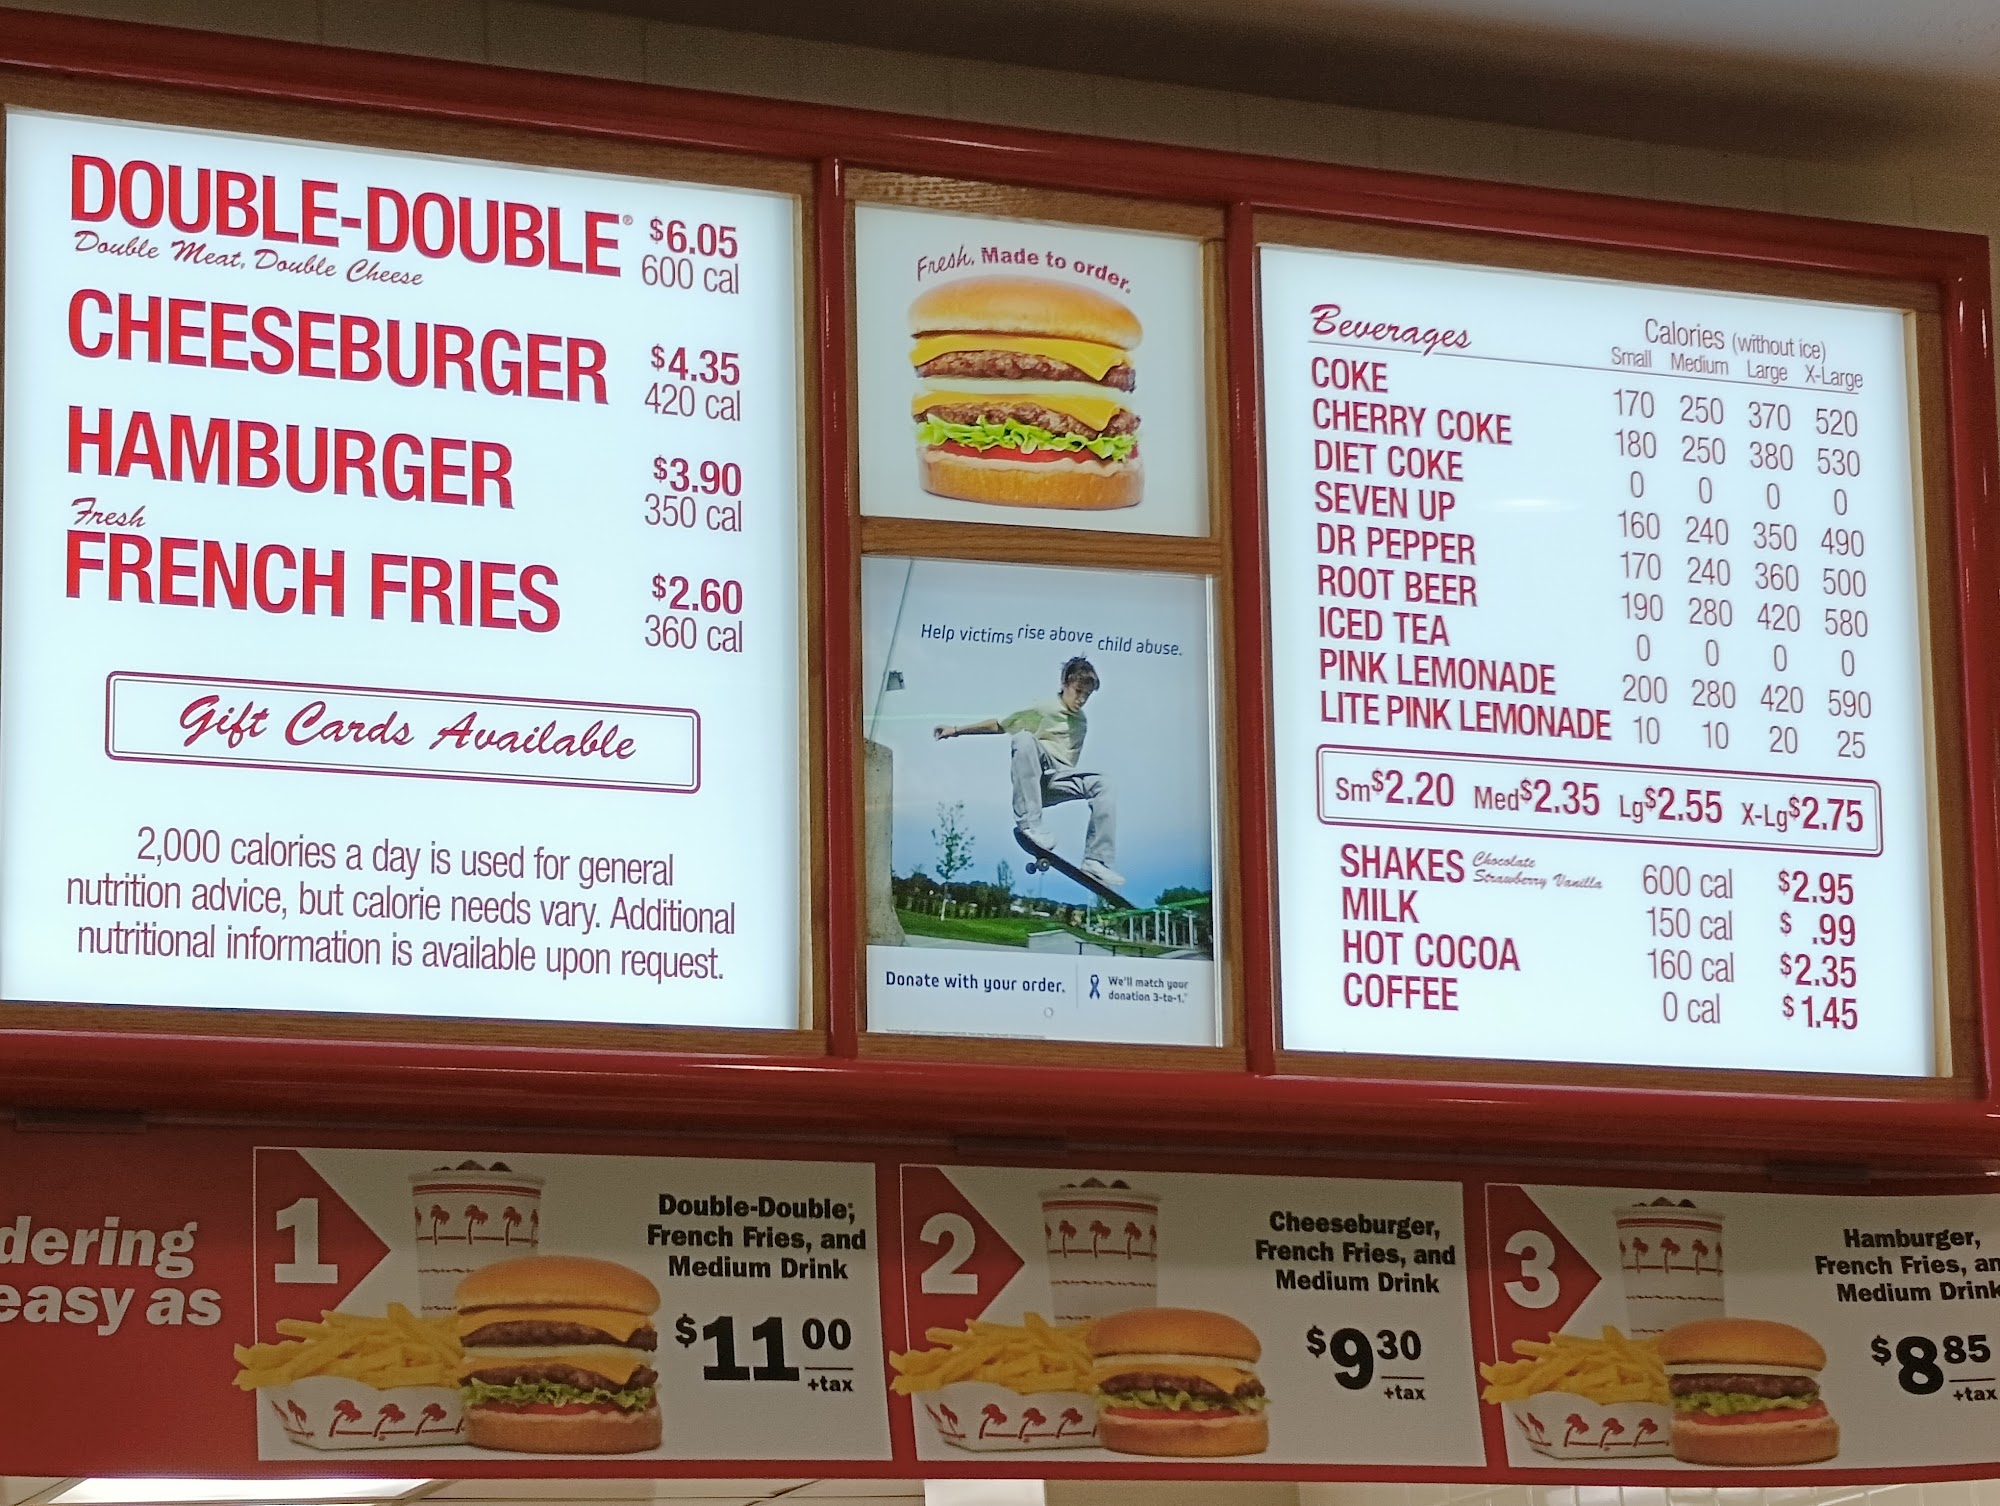 DOUBLE-DOUBLE® $6.05
Double Meat, Double Cheese 600 cal
CHEESEBURGER $4.35
420 cal
HAMBURGER $3.90
350 cal
Fresh
FRENCH FRIES $2.60
360 cal
Gift Cards Available
2,000 calories a day is used for general
nutrition advice, but calorie needs vary. Additional
nutritional information is available upon request.
Fresh. Made to order.
Help victims rise above child abuse.
Donate with your order.
We'll match your
donation 3-to-1.
Beverages Calories (without ice)
Small Medium Large X-Large
COKE 170 250 370 520
CHERRY COKE 180 250 380 530
DIET COKE 0 0 0 0
SEVEN UP 160 240 350 490
DR PEPPER 170 240 360 500
ROOT BEER 190 280 420 580
ICED TEA 0 0 0 0
PINK LEMONADE 200 280 420 590
LITE PINK LEMONADE 10 10 20 25
Sm $2.20 Med $2.35 Lg $2.55 X-Lg $2.75
SHAKES Chocolate Strawberry Vanilla 600 cal $2.95
MILK 150 cal $ .99
HOT COCOA 160 cal $2.35
COFFEE 0 cal $1.45
dering
easy as
1
Double-Double,
French Fries, and
Medium Drink
$11 00
+tax
2
Cheeseburger,
French Fries, and
Medium Drink
$9 30
+tax
3
Hamburger,
French Fries, an
Medium Drink
$8 85
+tax